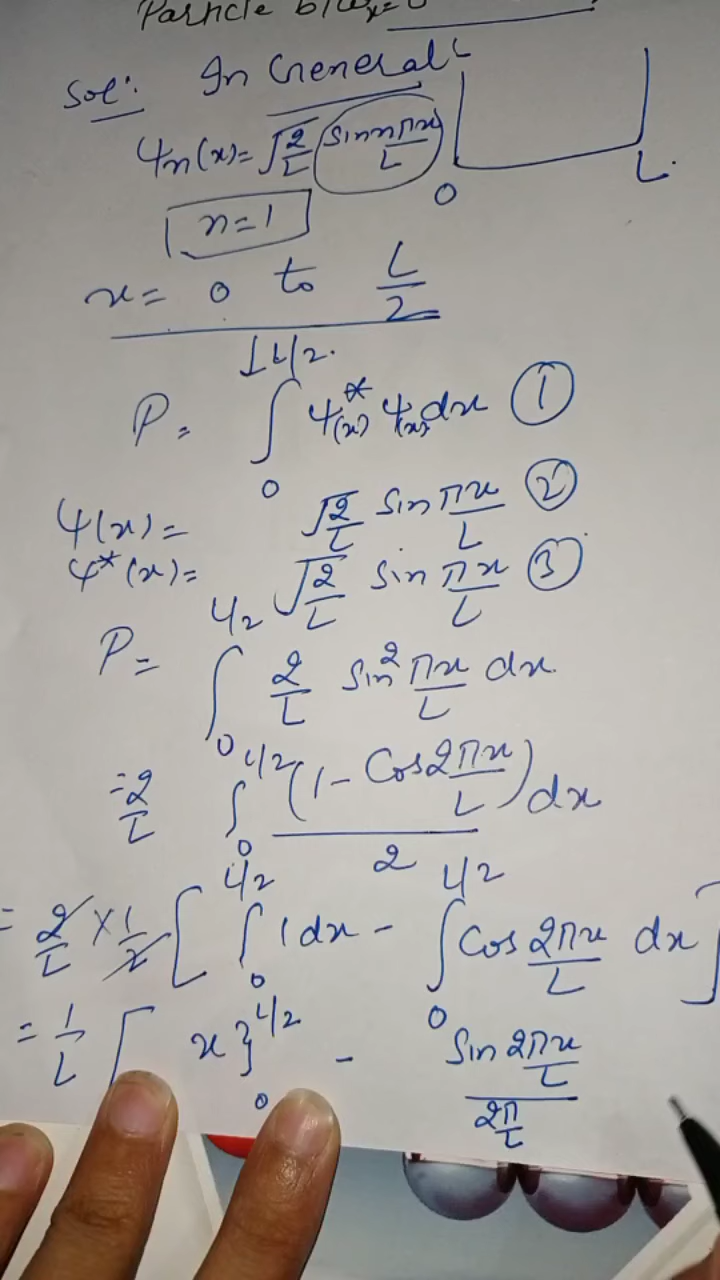 Particle b/w x=0
Sol: In General
ψn(x)= √2/L (Sin nπx/L)
0 L
n=1
x= 0 to L/2
P= ∫₀^L/2 ψ*(x) ψ(x) dx ①
ψ(x)= √2/L Sin πx/L ②
ψ*(x)= √2/L Sin πx/L ③
P= ∫₀^L/2 2/L Sin² πx/L dx
= 2/L ∫₀^L/2 (1- Cos 2πx/L) dx / 2
= 2/L × 1/2 [ ∫₀^L/2 1 dx - ∫₀^L/2 Cos 2πx/L dx ]
= 1/L [ x}₀^L/2 - Sin 2πx/L / 2π/L